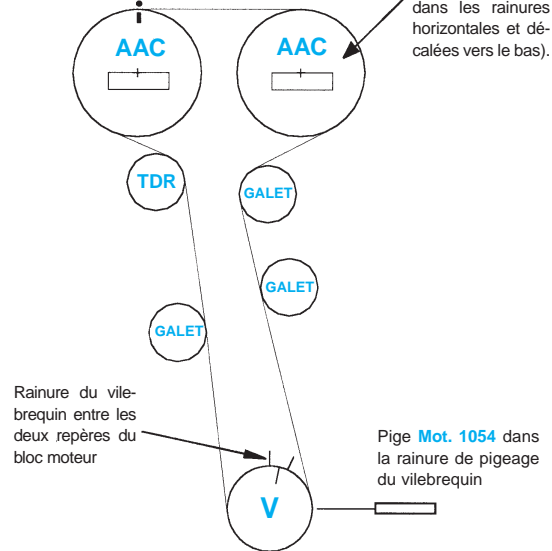 dans les rainures
horizontales et dé-
calées vers le bas).
AAC
AAC
TDR
GALET
GALET
GALET
Rainure du vile-
brequin entre les
deux repères du
bloc moteur
Pige Mot. 1054 dans
la rainure de pigeage
du vilebrequin
V